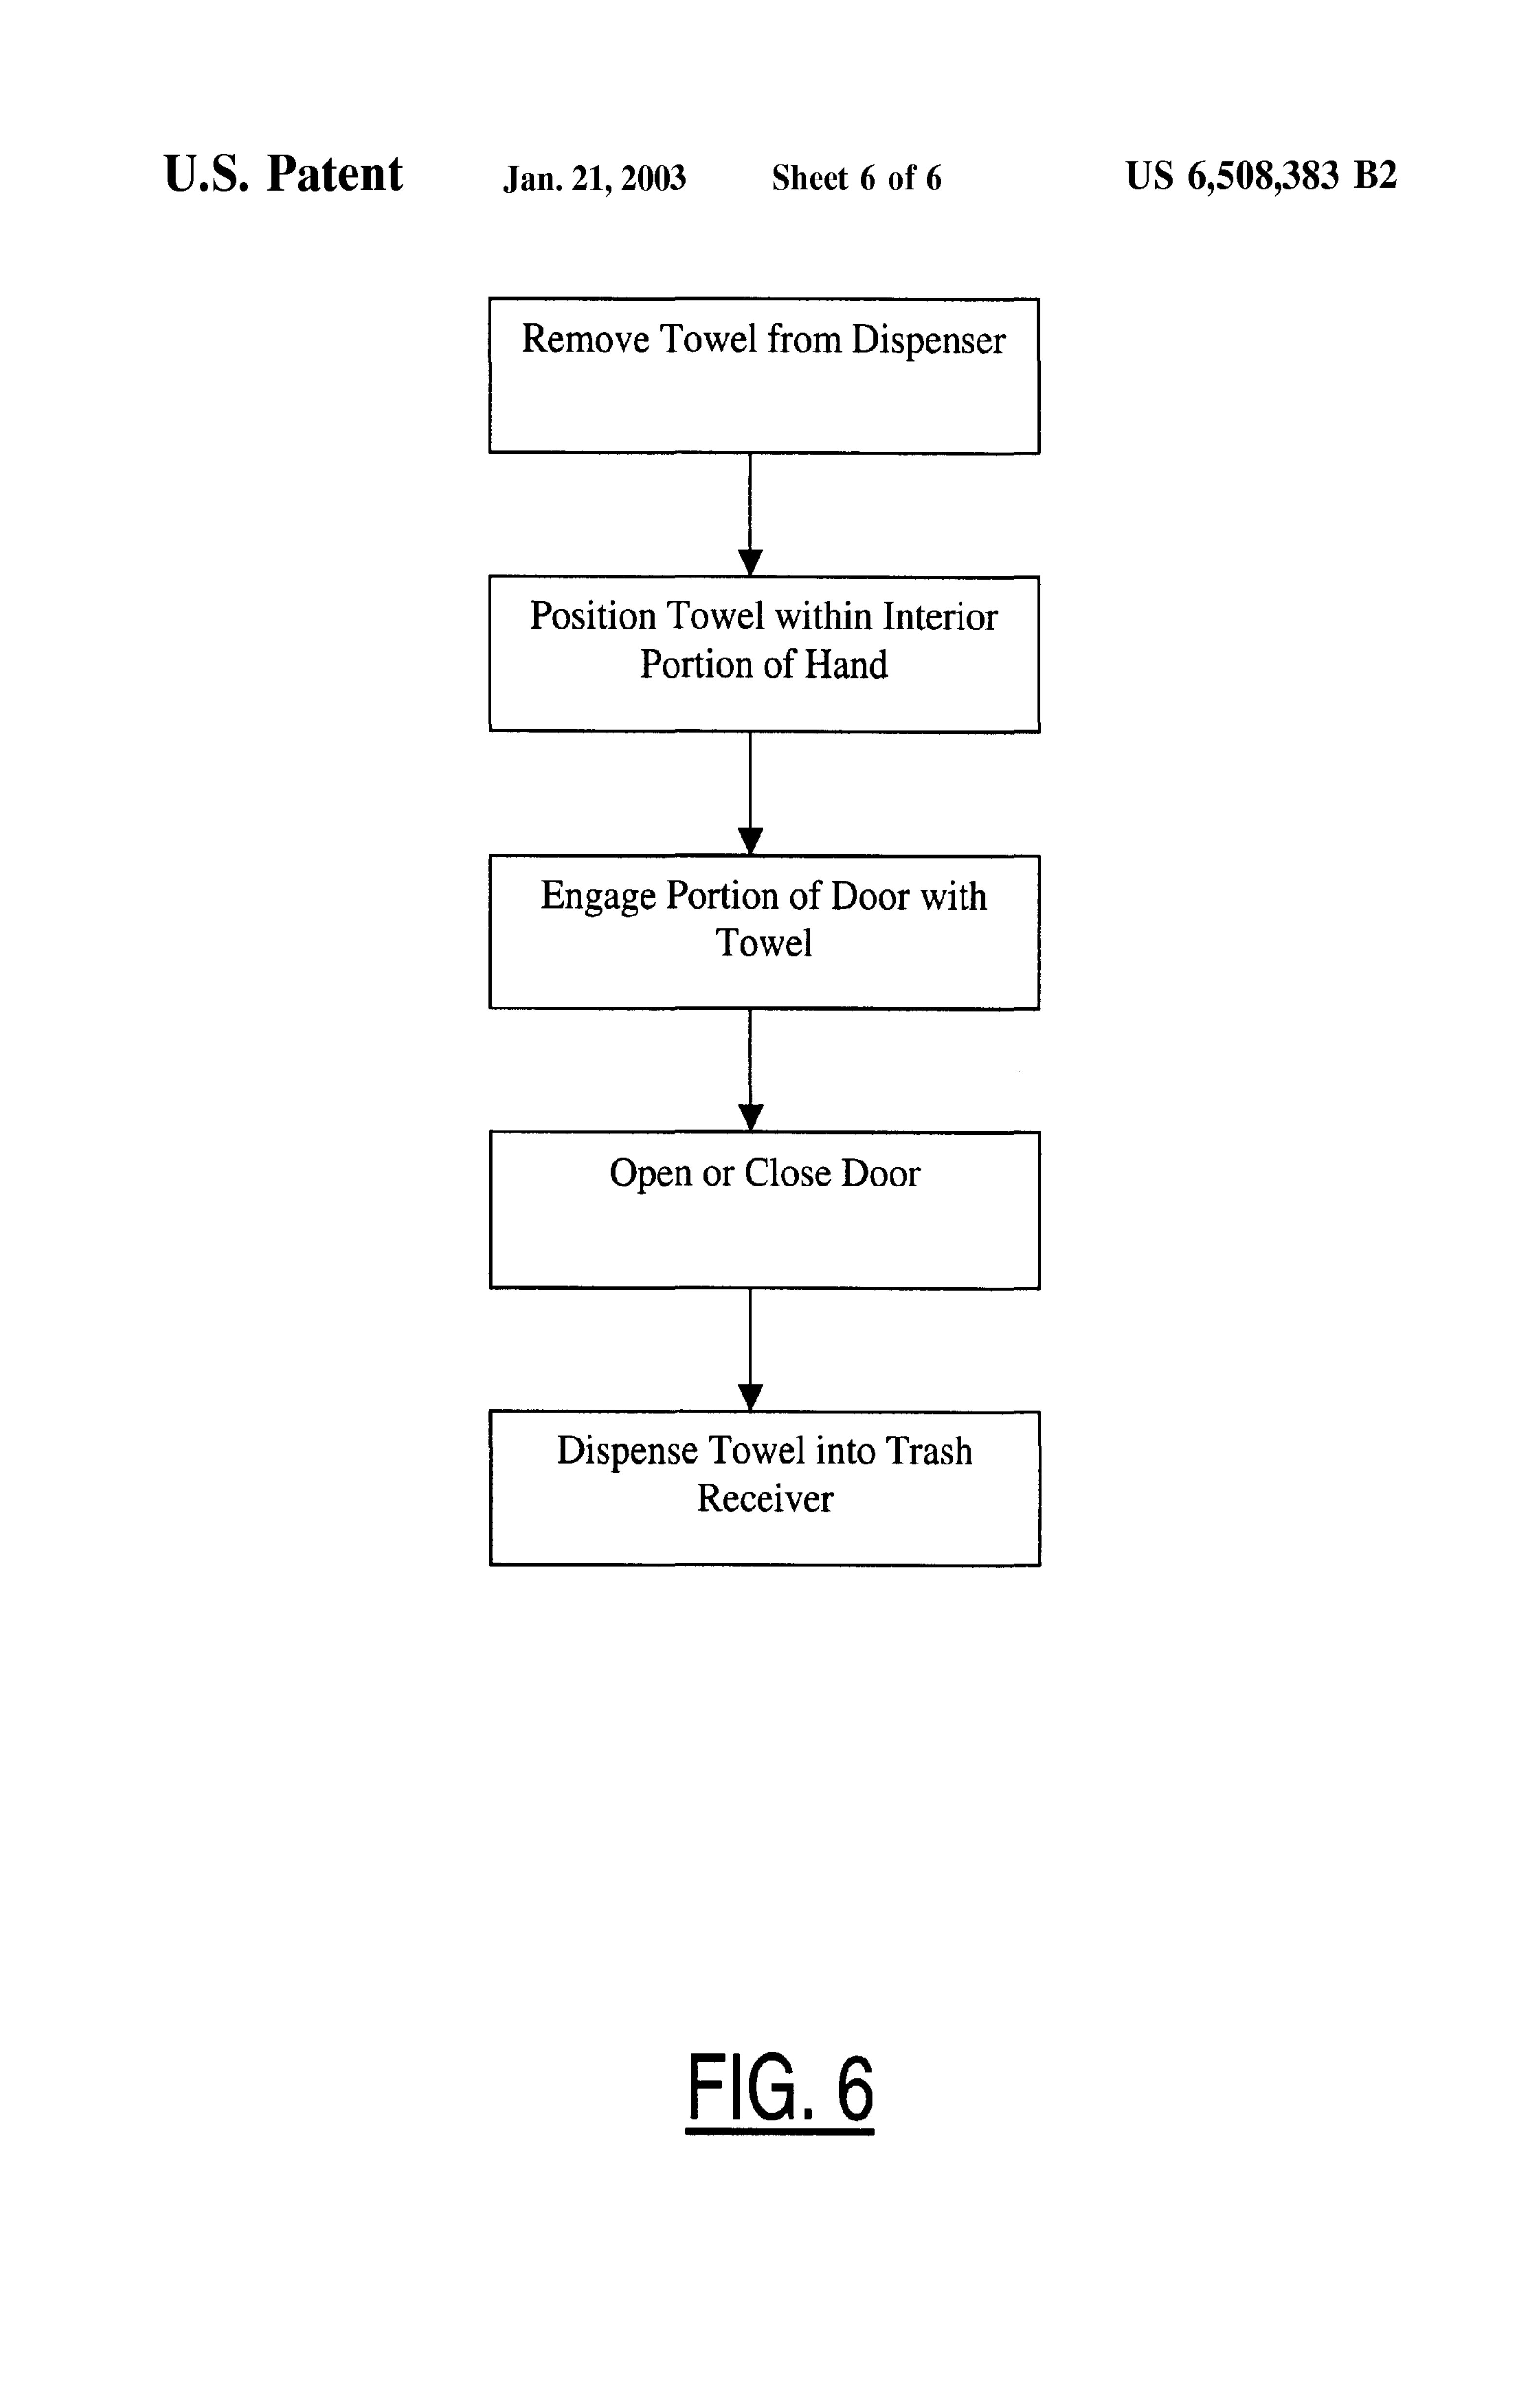 U.S. Patent Jan. 21, 2003 Sheet 6 of 6 US 6,508,383 B2
Remove Towel from Dispenser
Position Towel within Interior
Portion of Hand
Engage Portion of Door with
Towel
Open or Close Door
Dispense Towel into Trash
Receiver
FIG. 6